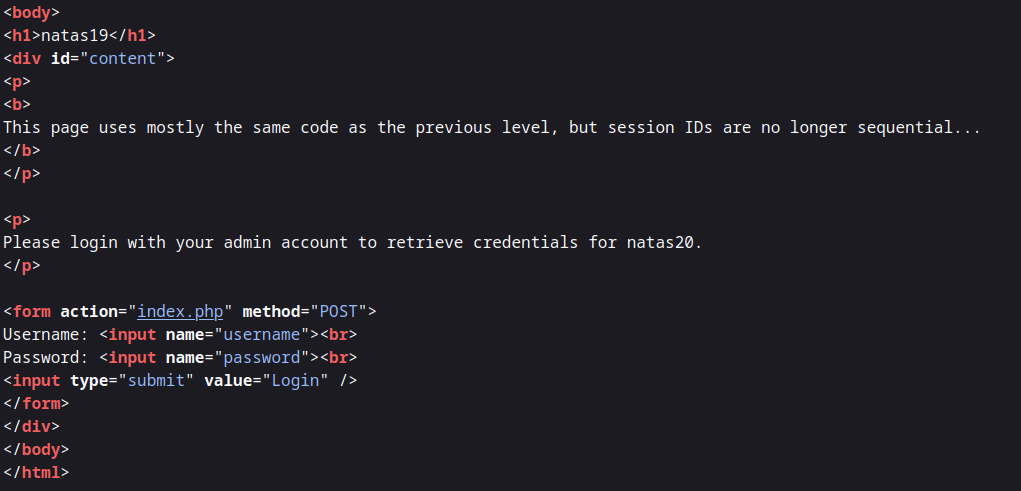 <body>
<h1>natas19</h1>
<div id="content">
<p>
<b>
This page uses mostly the same code as the previous level, but session IDs are no longer sequential...
</b>
</p>
<p>
Please login with your admin account to retrieve credentials for natas20.
</p>
<form action="index.php" method="POST">
Username: <input name="username"><br>
Password: <input name="password"><br>
<input type="submit" value="Login" />
</form>
</div>
</body>
</html>